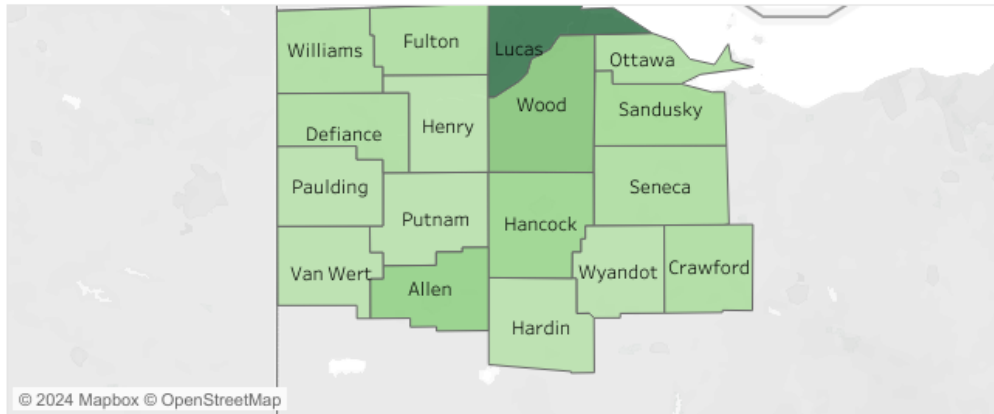 Williams
Fulton
Lucas
Ottawa
Wood
Sandusky
Defiance
Henry
Paulding
Seneca
Putnam
Hancock
Van Wert
Allen
Wyandot
Crawford
Hardin
© 2024 Mapbox © OpenStreetMap